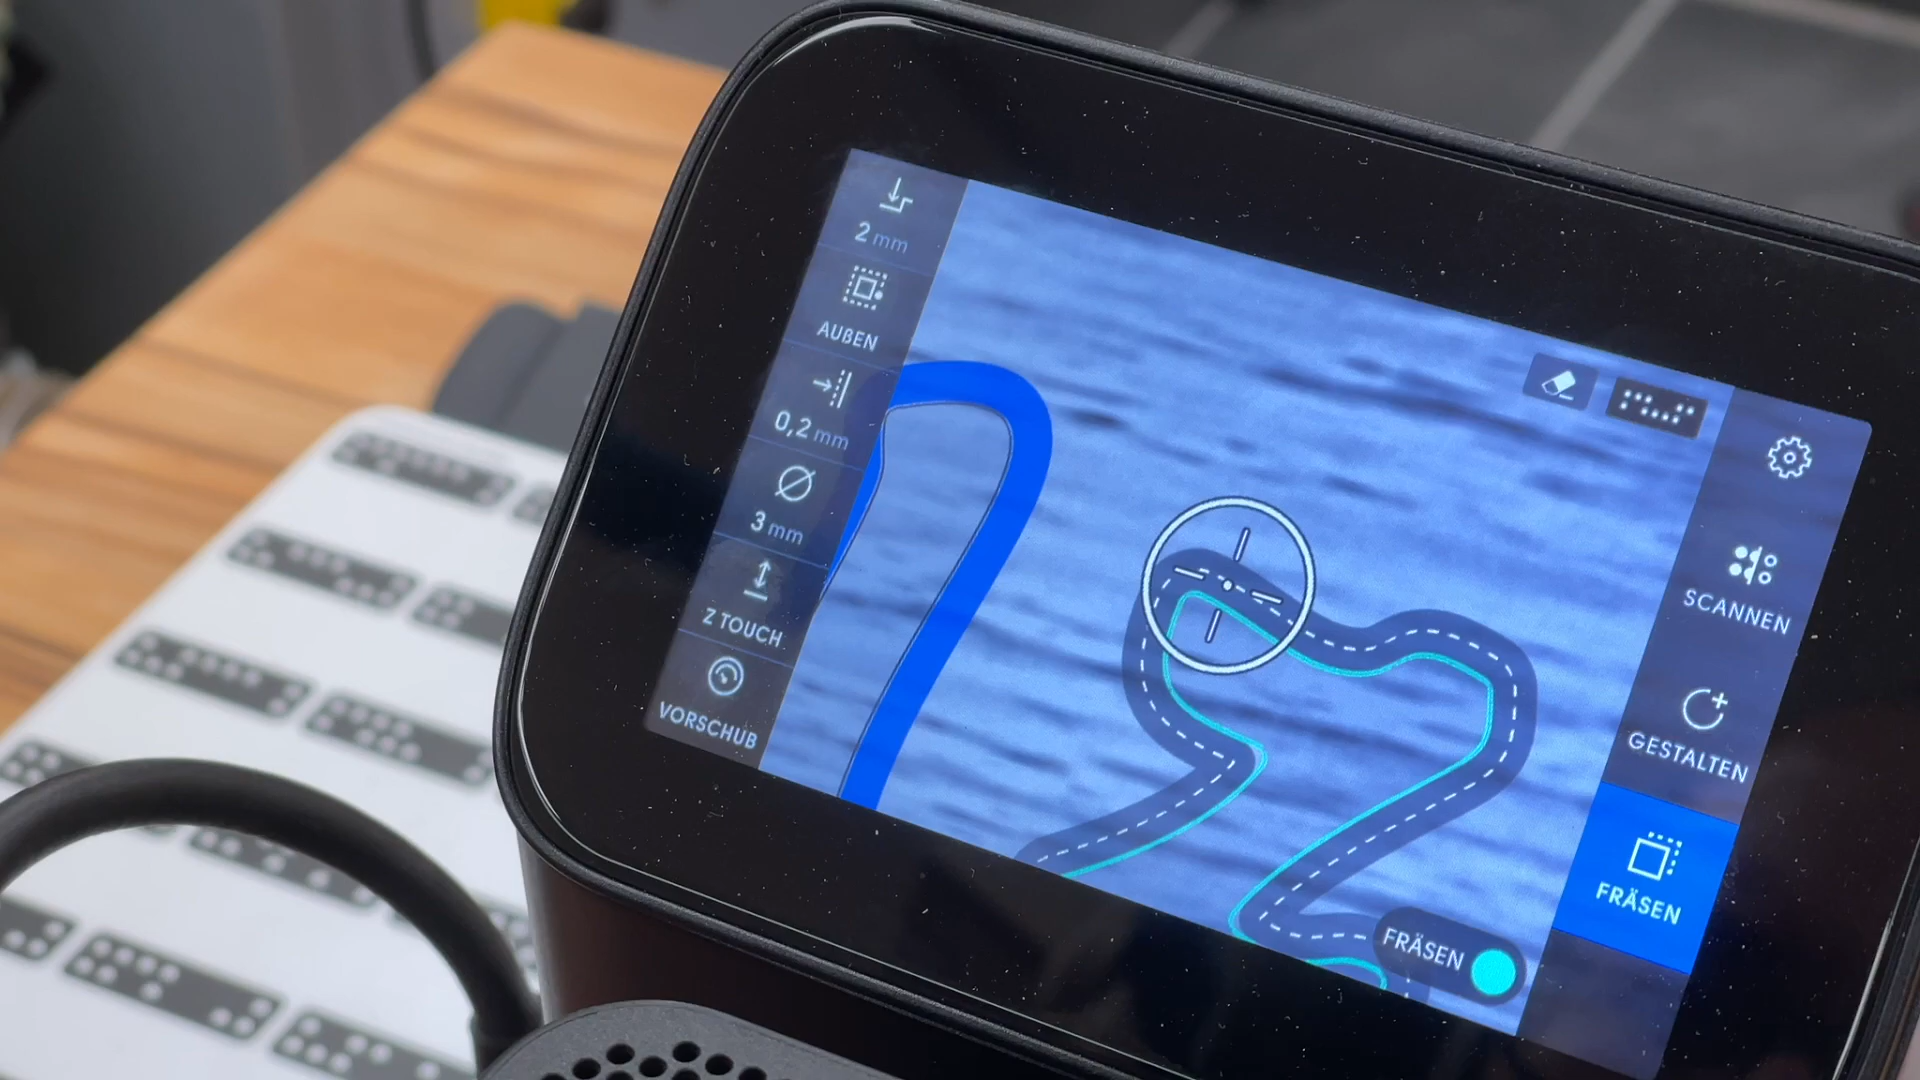 2 mm
AUßEN
0,2 mm
3 mm
Z TOUCH
VORSCHUB
SCANNEN
GESTALTEN
FRÄSEN
FRÄSEN